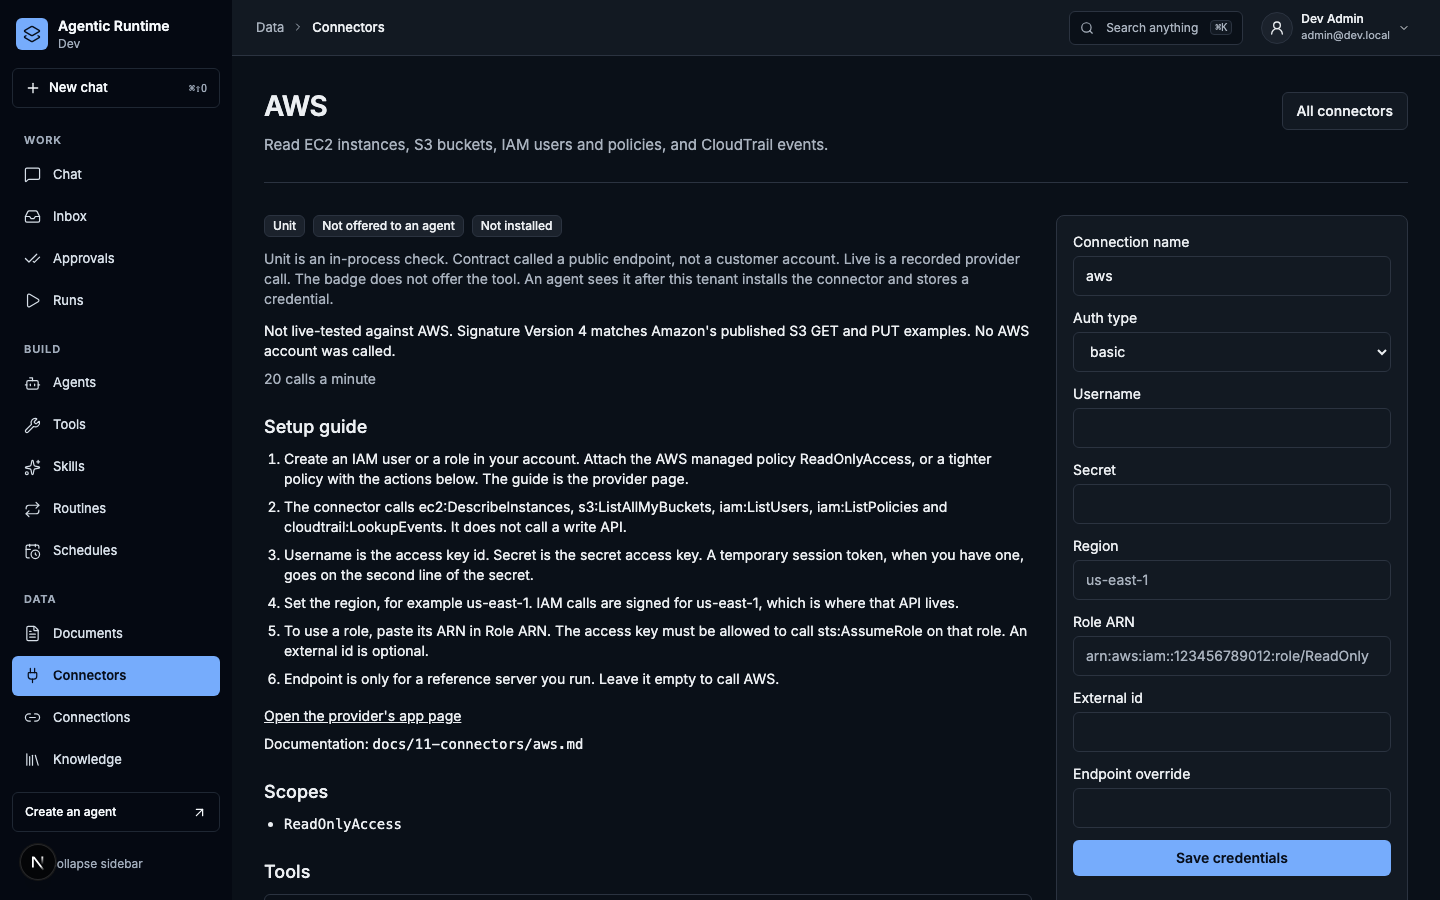 Agentic Runtime
Dev
New chat
⌘⇧O
WORK
Chat
Inbox
Approvals
Runs
BUILD
Agents
Tools
Skills
Routines
Schedules
DATA
Documents
Connectors
Connections
Knowledge
Create an agent
N
ollapse sidebar
Data
Connectors
Search anything
⌘K
Dev Admin
admin@dev.local
AWS
Read EC2 instances, S3 buckets, IAM users and policies, and CloudTrail events.
All connectors
Unit
Not offered to an agent
Not installed
Unit is an in-process check. Contract called a public endpoint, not a customer account. Live is a recorded provider
call. The badge does not offer the tool. An agent sees it after this tenant installs the connector and stores a
credential.
Not live-tested against AWS. Signature Version 4 matches Amazon's published S3 GET and PUT examples. No AWS
account was called.
20 calls a minute
Setup guide
1. Create an IAM user or a role in your account. Attach the AWS managed policy ReadOnlyAccess, or a tighter
policy with the actions below. The guide is the provider page.
2. The connector calls ec2:DescribeInstances, s3:ListAllMyBuckets, iam:ListUsers, iam:ListPolicies and
cloudtrail:LookupEvents. It does not call a write API.
3. Username is the access key id. Secret is the secret access key. A temporary session token, when you have one,
goes on the second line of the secret.
4. Set the region, for example us-east-1. IAM calls are signed for us-east-1, which is where that API lives.
5. To use a role, paste its ARN in Role ARN. The access key must be allowed to call sts:AssumeRole on that role. An
external id is optional.
6. Endpoint is only for a reference server you run. Leave it empty to call AWS.
Open the provider's app page
Documentation: docs/11-connectors/aws.md
Scopes
• ReadOnlyAccess
Tools
Connection name
aws
Auth type
basic
Username
Secret
Region
us-east-1
Role ARN
arn:aws:iam::123456789012:role/ReadOnly
External id
Endpoint override
Save credentials